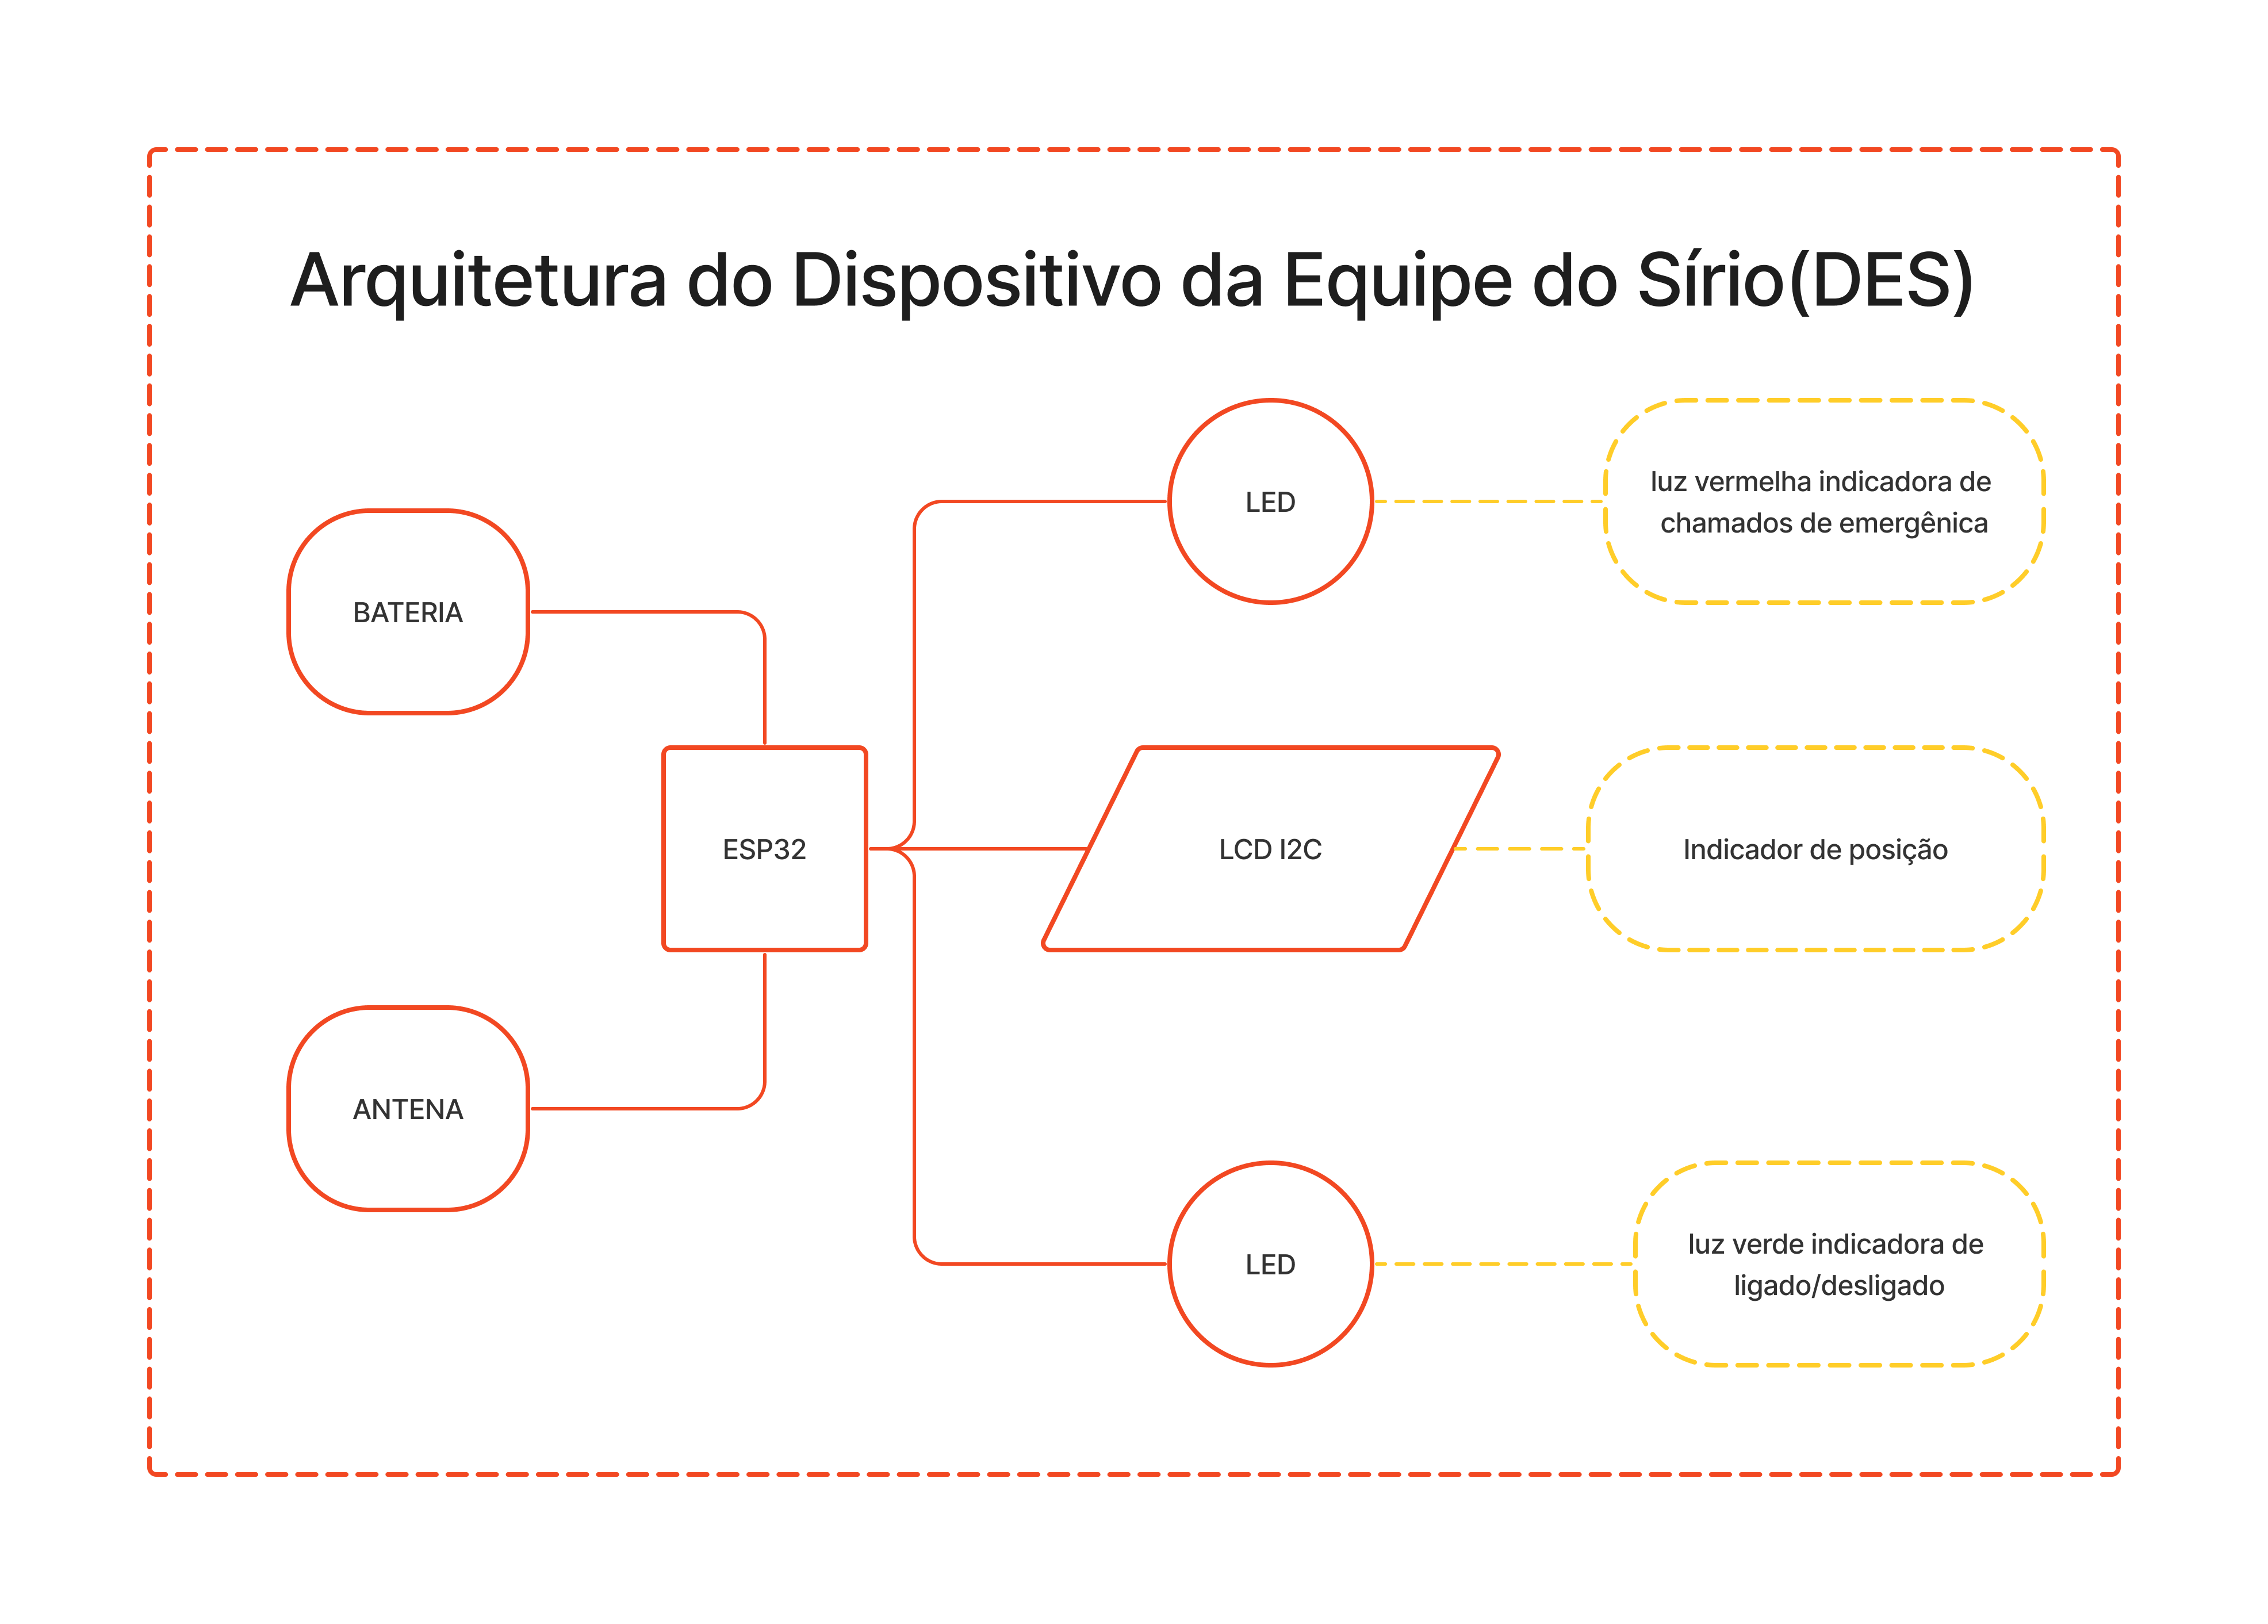 Arquitetura do Dispositivo da Equipe do Sírio(DES)
LED
luz vermelha indicadora de
chamados de emergênica
BATERIA
ESP32
LCD I2C
Indicador de posição
ANTENA
LED
luz verde indicadora de
ligado/desligado